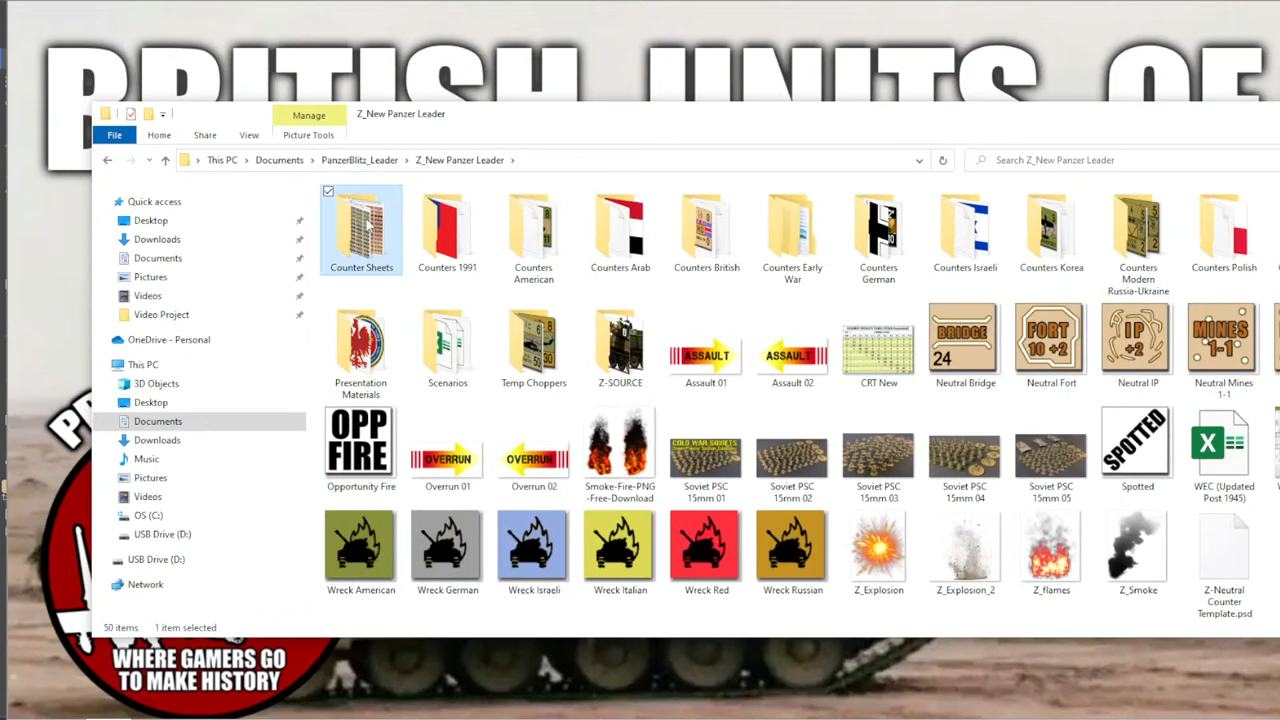 BRITISH UNITS OF
Manage
Z_New Panzer Leader
File
Home
Share
View
Picture Tools
This PC
Documents
PanzerBlitz_Leader
Z_New Panzer Leader
Search Z_New Panzer Leader
Quick access
Desktop
Downloads
Documents
Pictures
Videos
Video Project
OneDrive - Personal
This PC
3D Objects
Desktop
Documents
Downloads
Music
Pictures
Videos
OS (C:)
USB Drive (D:)
USB Drive (D:)
Network
Counter Sheets
Counters 1991
Counters
American
Counters Arab
Counters British
Counters Early
War
Counters
German
Counters Israeli
Counters Korea
Counters
Modern
Russia-Ukraine
Counters Polish
Presentation
Materials
Scenarios
Temp Choppers
Z-SOURCE
ASSAULT
Assault 01
ASSAULT
Assault 02
CRT New
BRIDGE
24
Neutral Bridge
FORT
10 +2
Neutral Fort
IP
+2
Neutral IP
MINES
1-1
Neutral Mines
1-1
OPP
FIRE
Opportunity Fire
OVERRUN
Overrun 01
OVERRUN
Overrun 02
Smoke-Fire-PNG
-Free-Download
COLD WAR SOVIETS
Soviet PSC
15mm 01
Soviet PSC
15mm 02
Soviet PSC
15mm 03
Soviet PSC
15mm 04
Soviet PSC
15mm 05
SPOTTED
Spotted
WEC (Updated
Post 1945)
Wreck American
Wreck German
Wreck Israeli
Wreck Italian
Wreck Red
Wreck Russian
Z_Explosion
Z_Explosion_2
Z_flames
Z_Smoke
Z-Neutral
Counter
Template.psd
50 items
1 item selected
WHERE GAMERS GO
TO MAKE HISTORY